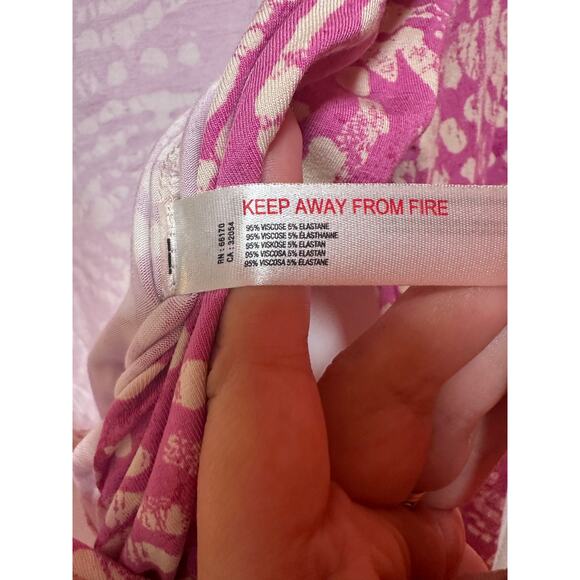 KEEP AWAY FROM FIRE
RN : 66170
CA : 32054
95% VISCOSE 5% ELASTANE
95% VISCOSE 5% ÉLASTHANNE
95% VISKOSE 5% ELASTAN
95% VISCOSA 5% ELASTAN
95% VISCOSA 5% ELASTANE